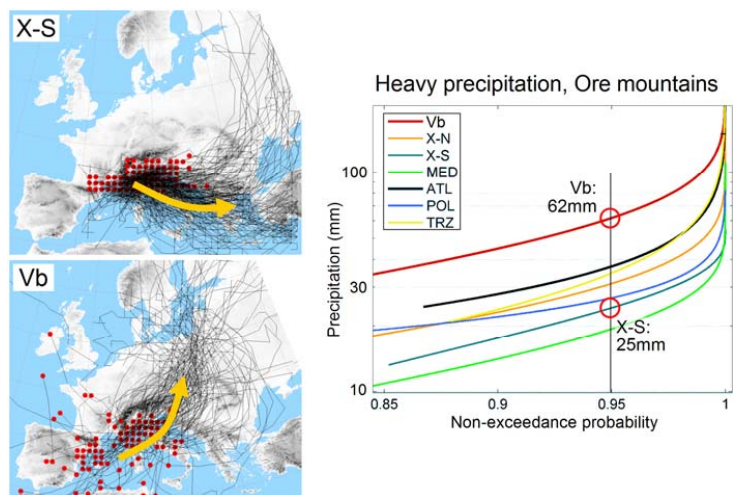 X-S
Vb
Heavy precipitation, Ore mountains
Precipitation (mm)
100
30
10
Vb
X-N
X-S
MED
ATL
POL
TRZ
Vb:
62mm
X-S:
25mm
0.85
0.9
0.95
1
Non-exceedance probability